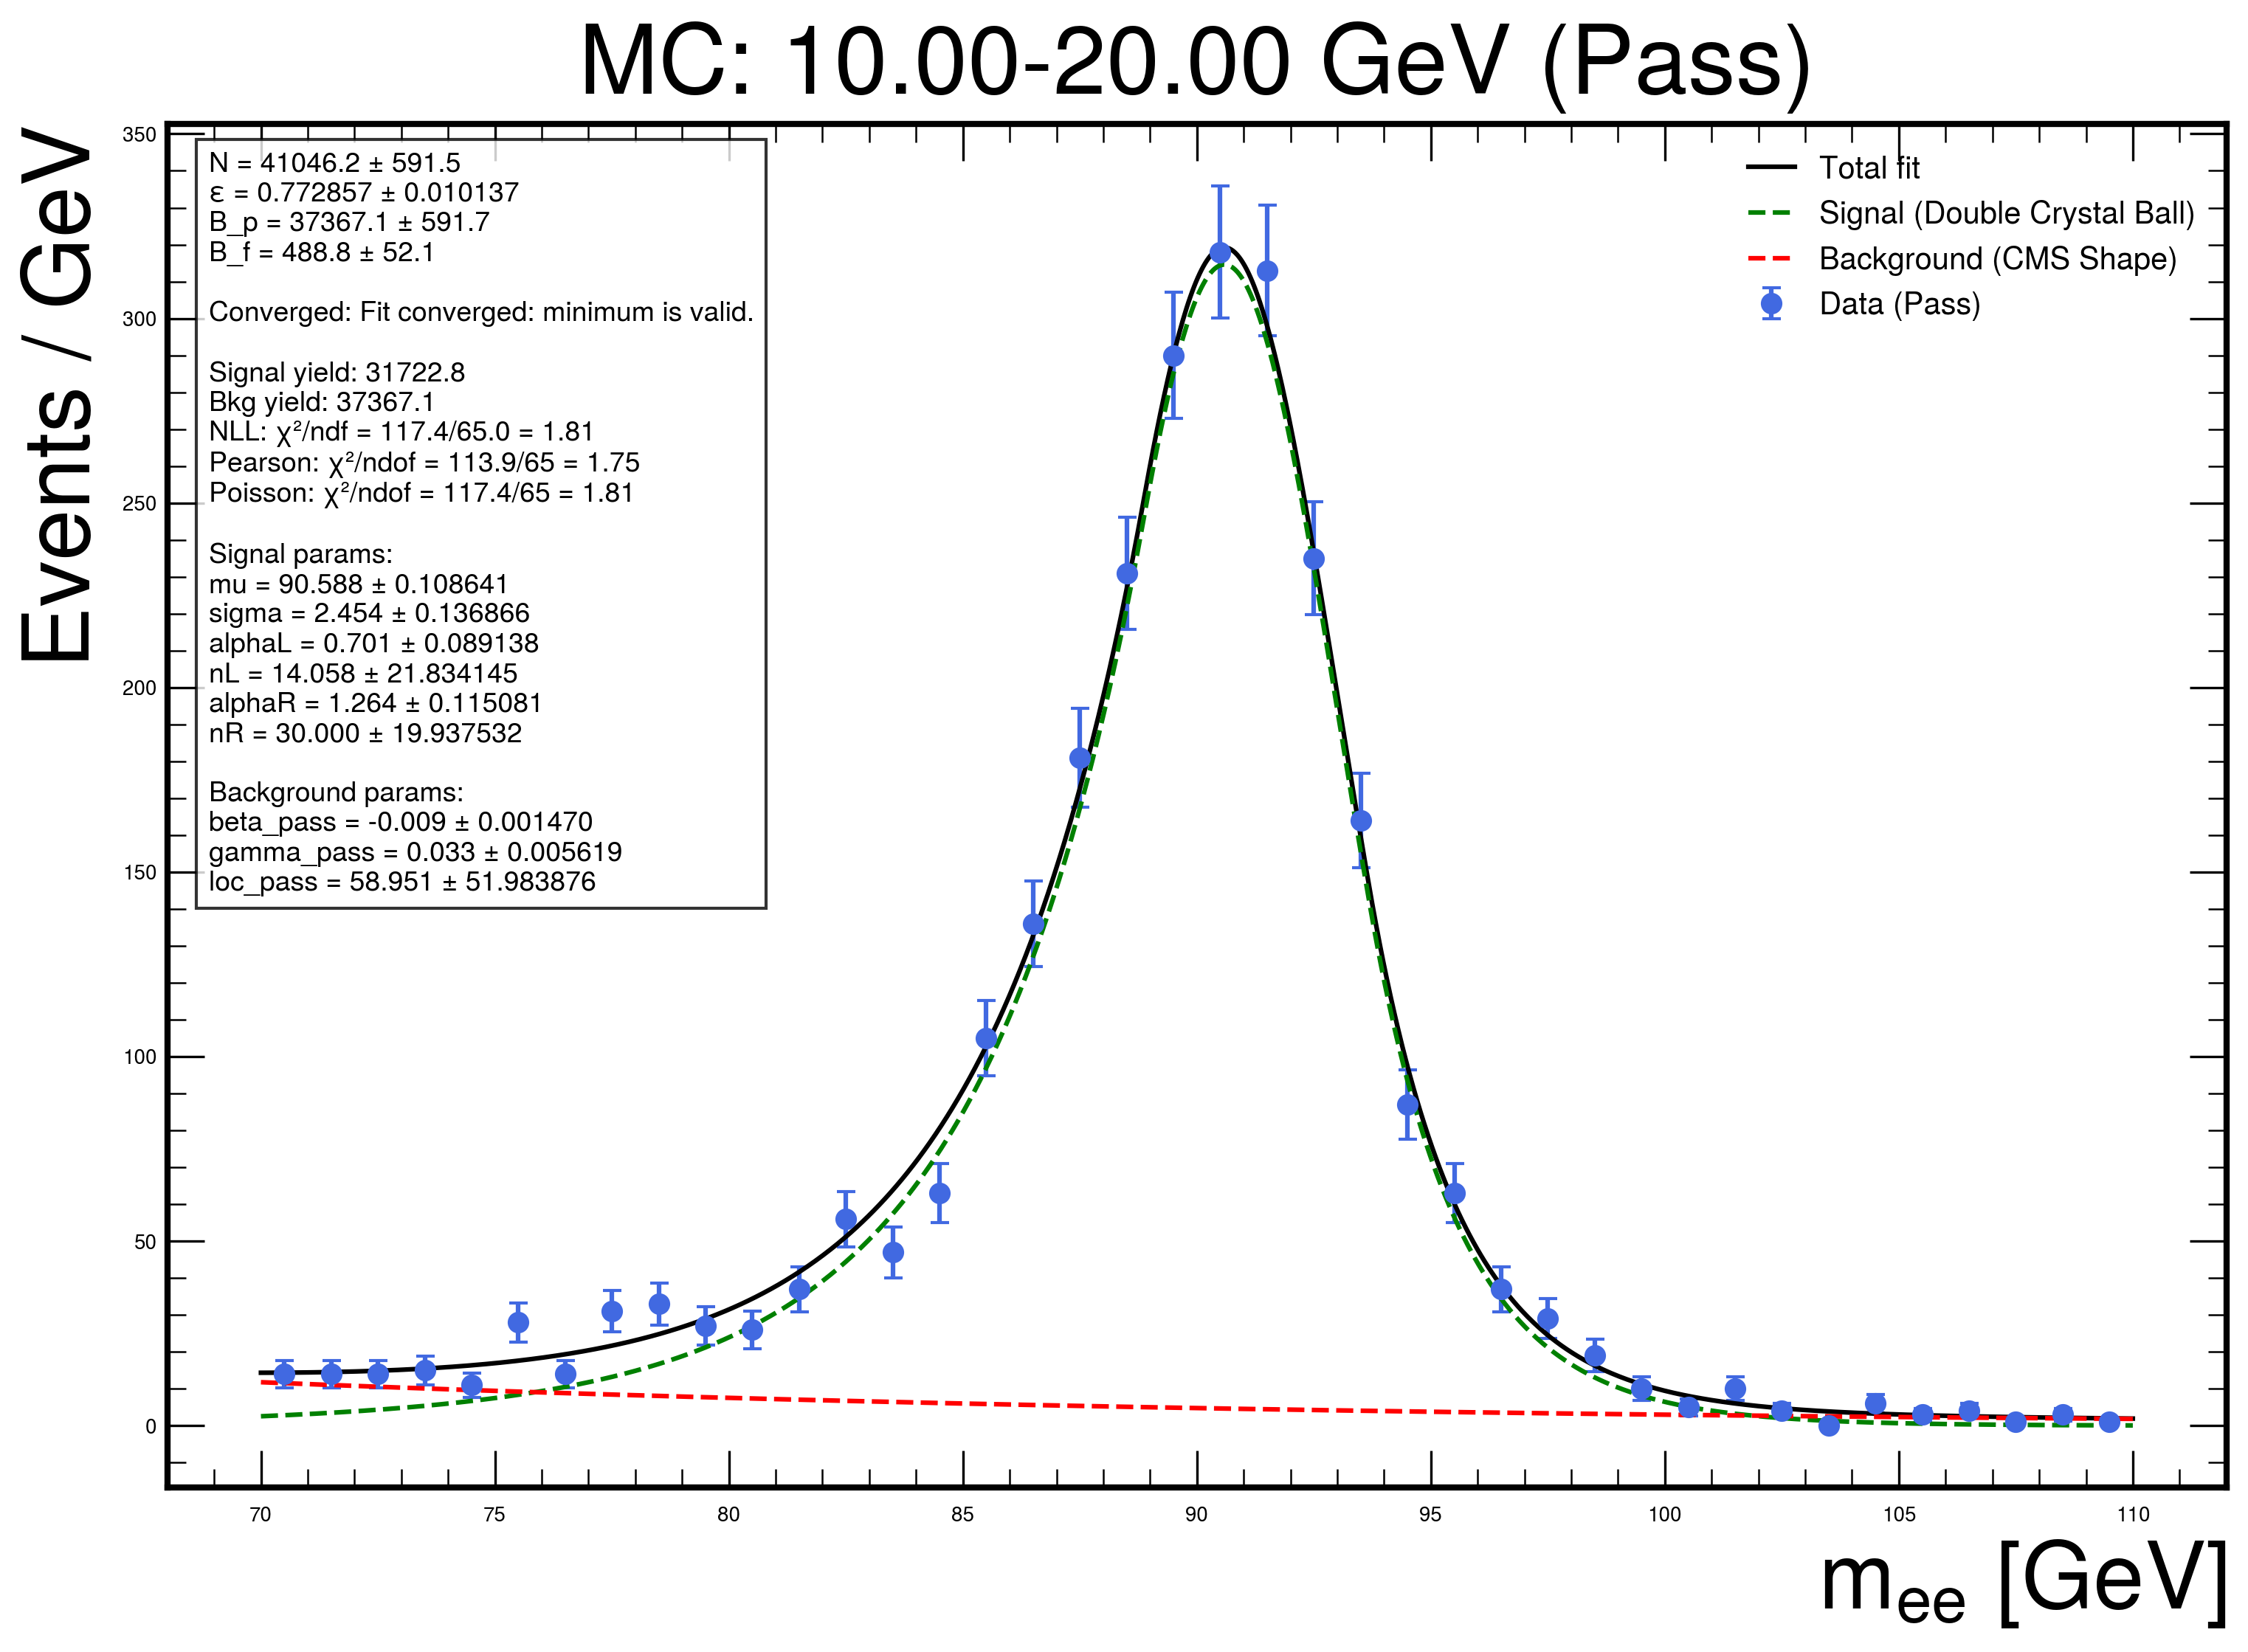 MC: 10.00-20.00 GeV (Pass)
Events / GeV
350
300
250
200
150
100
50
0
N = 41046.2 ± 591.5
ε = 0.772857 ± 0.010137
B_p = 37367.1 ± 591.7
B_f = 488.8 ± 52.1
Converged: Fit converged: minimum is valid.
Signal yield: 31722.8
Bkg yield: 37367.1
NLL: χ²/ndf = 117.4/65.0 = 1.81
Pearson: χ²/ndof = 113.9/65 = 1.75
Poisson: χ²/ndof = 117.4/65 = 1.81
Signal params:
mu = 90.588 ± 0.108641
sigma = 2.454 ± 0.136866
alphaL = 0.701 ± 0.089138
nL = 14.058 ± 21.834145
alphaR = 1.264 ± 0.115081
nR = 30.000 ± 19.937532
Background params:
beta_pass = -0.009 ± 0.001470
gamma_pass = 0.033 ± 0.005619
loc_pass = 58.951 ± 51.983876
Total fit
Signal (Double Crystal Ball)
Background (CMS Shape)
Data (Pass)
70 75 80 85 90 95 100 105 110
m_ee [GeV]